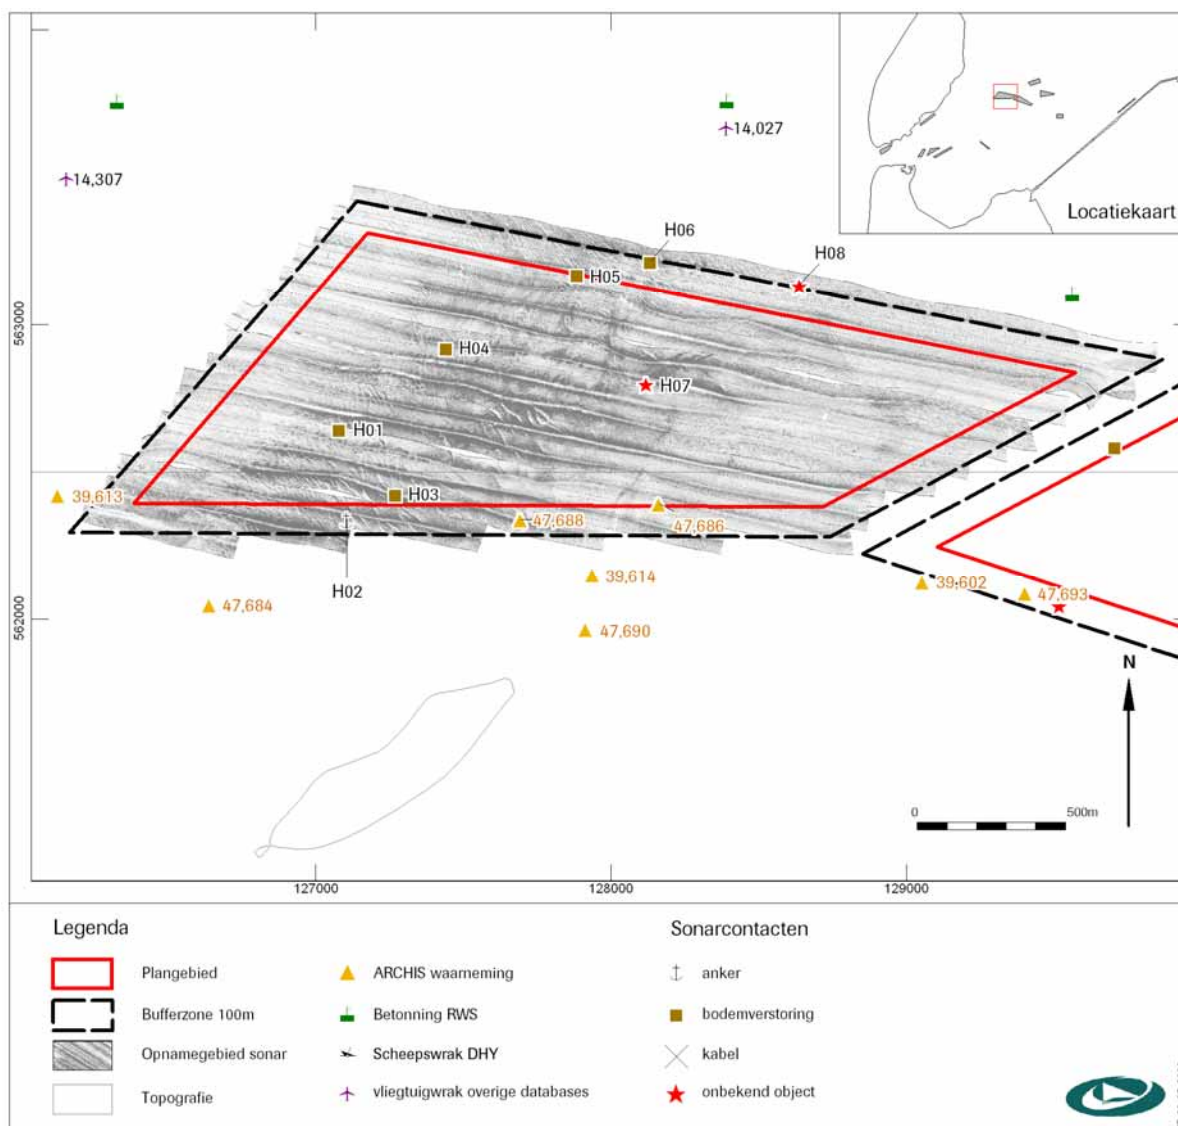 14,027
14,307
Locatiekaart
H06
H08
H05
563000
H04
H07
H01
39,613
H03
47,688
47,686
39,614
39,602
H02
47,684
47,693
47,690
562000
N
0
500m
127000
128000
129000
Legenda
Sonarcontacten
Plangebied
ARCHIS waarneming
anker
Bufferzone 100m
Betonning RWS
bodemverstoring
Opnamegebied sonar
Scheepswrak DHY
kabel
Topografie
vliegtuigwrak overige databases
onbekend object